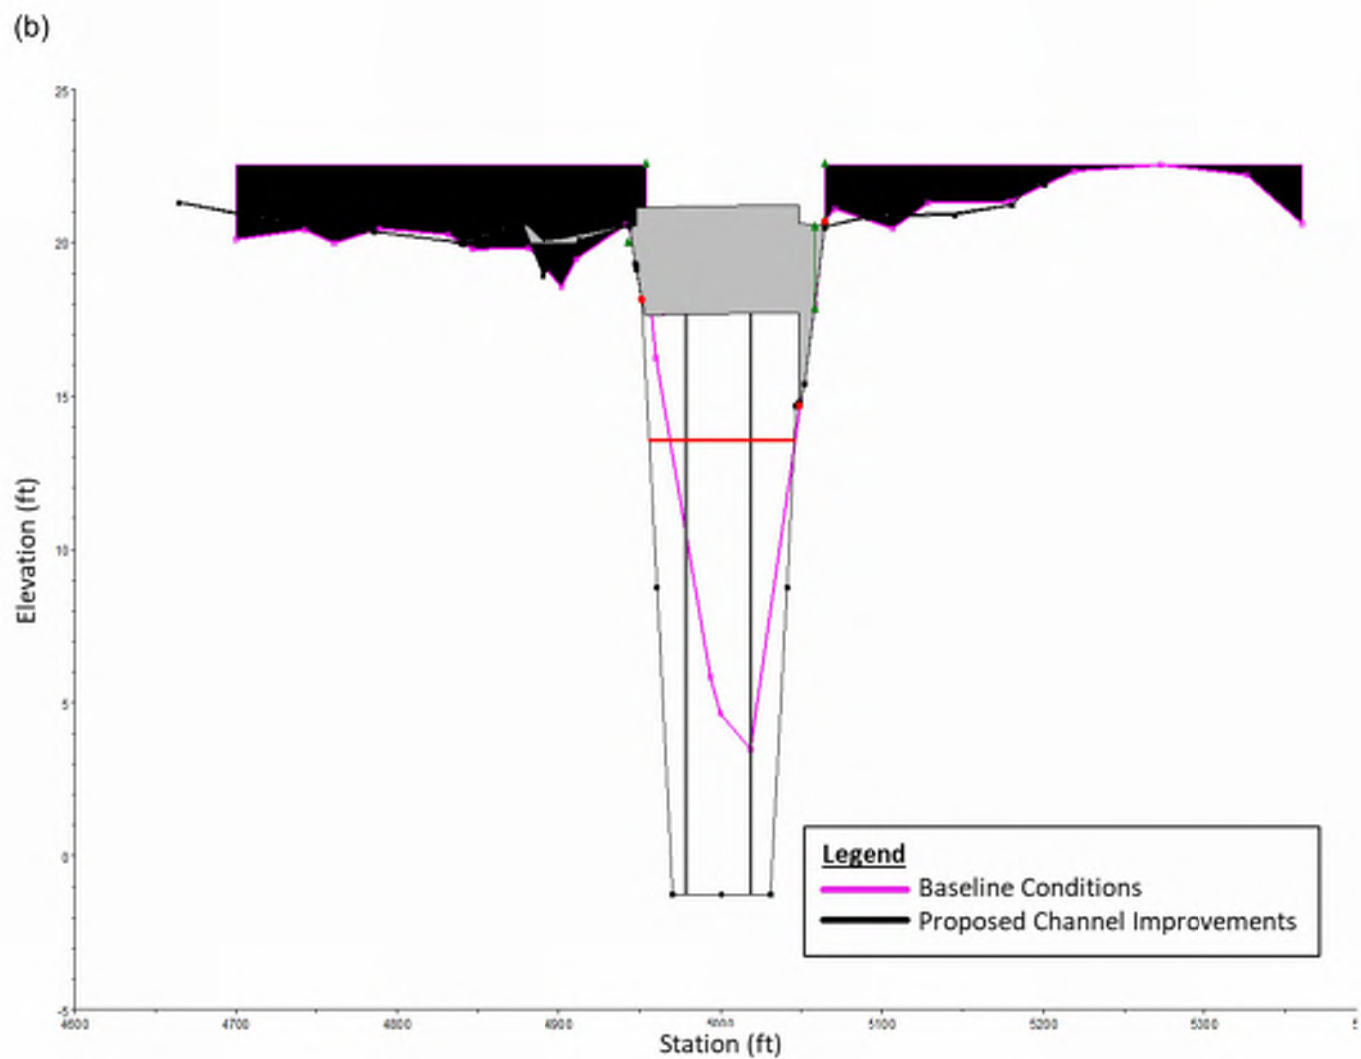 (b)
25
20
15
10
5
0
-5
Elevation (ft)
4600 4700 4800 4900 5000 5100 5200 5300
Station (ft)
Legend
Baseline Conditions
Proposed Channel Improvements